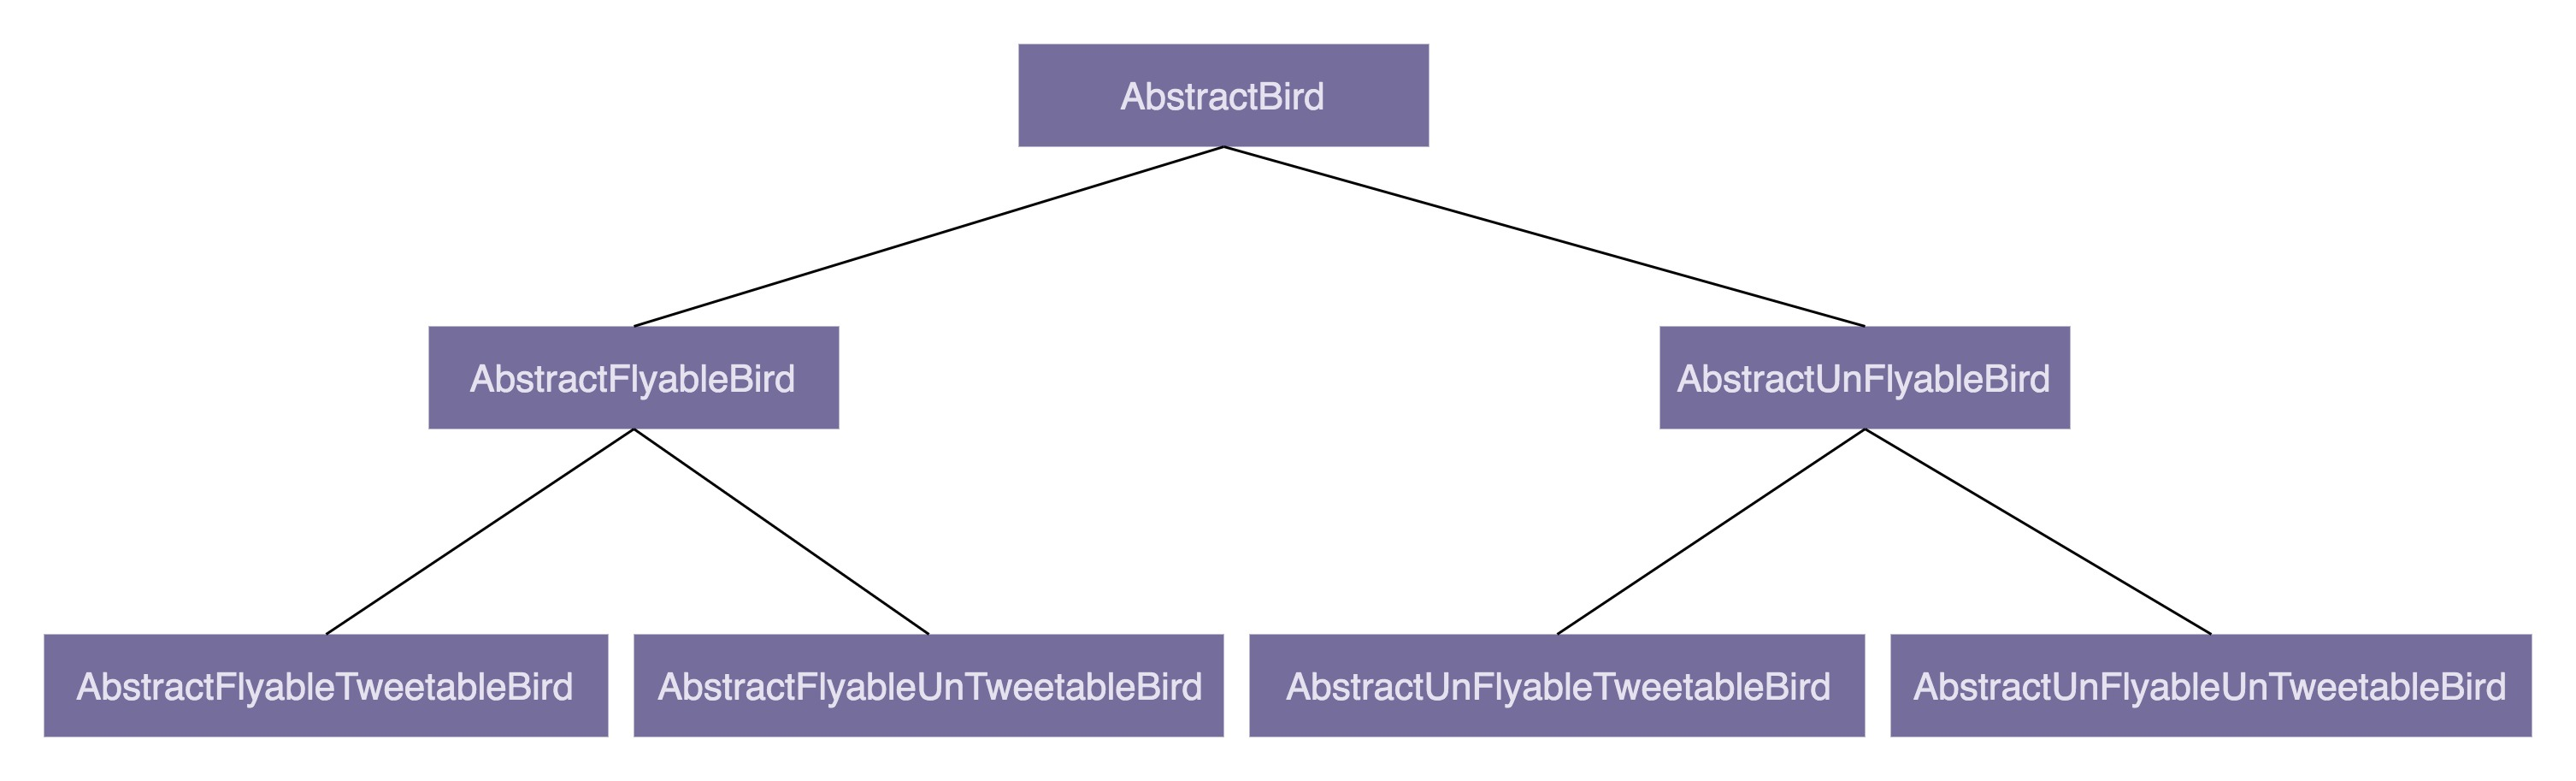 AbstractBird
AbstractFlyableBird
AbstractUnFlyableBird
AbstractFlyableTweetableBird
AbstractFlyableUnTweetableBird
AbstractUnFlyableTweetableBird
AbstractUnFlyableUnTweetableBird